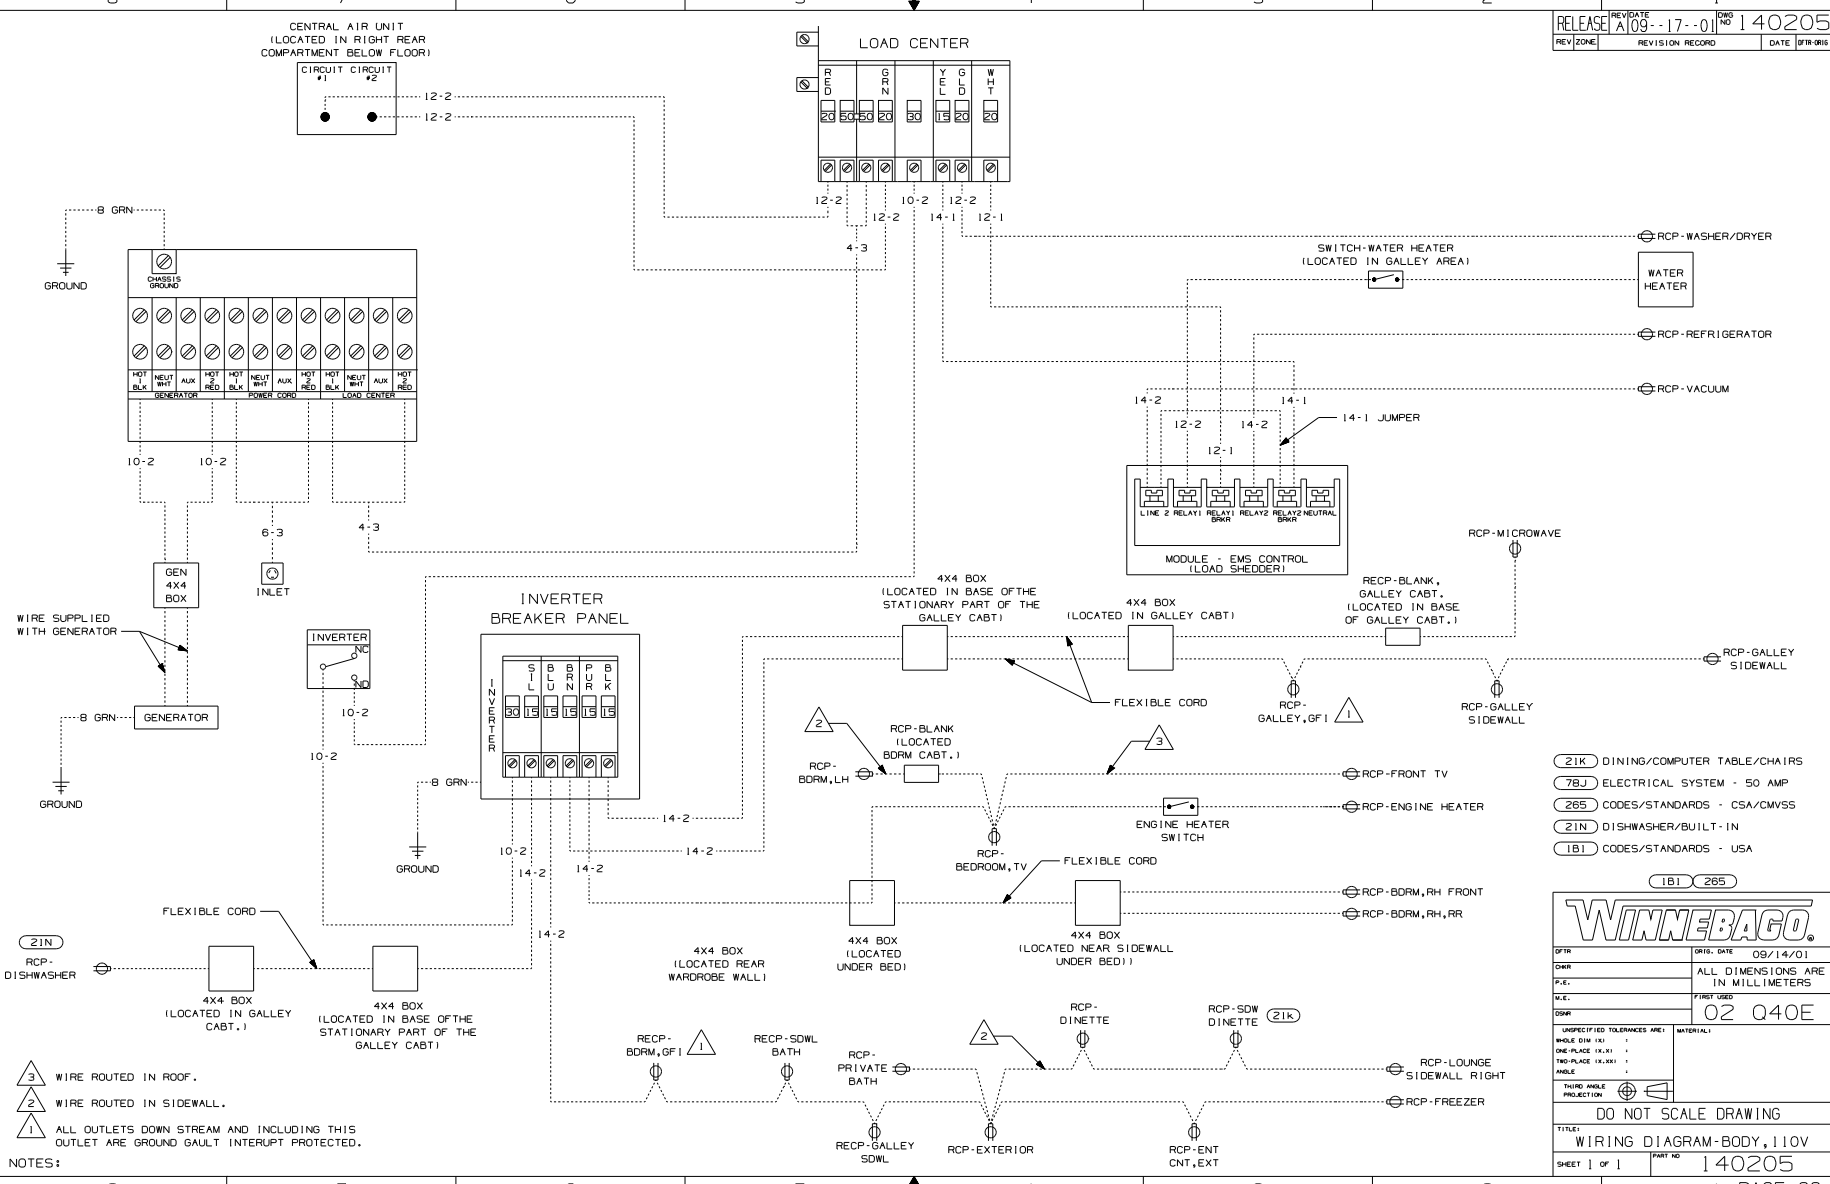 RELEASE REV A DATE 09--17--01 DWG NO 140205
REV ZONE REVISION RECORD DATE DFTR-ORIG
CENTRAL AIR UNIT
(LOCATED IN RIGHT REAR
COMPARTMENT BELOW FLOOR)
CIRCUIT CIRCUIT
#1 #2
12-2
12-2
LOAD CENTER
RED GRN YEL GLD WHT
20 50 50 20 30 15 20 20
12-2 10-2 12-2
12-2 14-1 12-1
4-3
8 GRN
GROUND
CHASSIS
GROUND
HOT 1 BLK NEUT WHT AUX HOT 2 RED HOT 1 BLK NEUT WHT AUX HOT 2 RED HOT 1 BLK NEUT WHT AUX HOT 2 RED
GENERATOR POWER CORD LOAD CENTER
10-2 10-2
6-3
4-3
GEN
4X4
BOX
INLET
WIRE SUPPLIED
WITH GENERATOR
8 GRN GENERATOR
GROUND
RCP-WASHER/DRYER
SWITCH-WATER HEATER
(LOCATED IN GALLEY AREA)
WATER
HEATER
RCP-REFRIGERATOR
RCP-VACUUM
14-2 14-1
14-1 JUMPER
12-2 14-2
12-1
LINE 2 RELAY1 RELAY1 BRKR RELAY2 RELAY2 BRKR NEUTRAL
MODULE - EMS CONTROL
(LOAD SHEDDER)
RCP-MICROWAVE
INVERTER
NC
NO
10-2
10-2
INVERTER
BREAKER PANEL
INVERTER
SIL BLU BRN PUR BLK
30 15 15 15 15 15
8 GRN
GROUND
10-2
14-2
14-2
14-2
14-2
14-2
4X4 BOX
(LOCATED IN BASE OFTHE
STATIONARY PART OF THE
GALLEY CABT)
4X4 BOX
(LOCATED IN GALLEY CABT)
RECP-BLANK,
GALLEY CABT.
(LOCATED IN BASE
OF GALLEY CABT.)
RCP-GALLEY
SIDEWALL
FLEXIBLE CORD
RCP-
GALLEY,GFI 1
RCP-GALLEY
SIDEWALL
2
RCP-BLANK
(LOCATED
BDRM CABT.)
3
RCP-
BDRM,LH
RCP-FRONT TV
RCP-ENGINE HEATER
ENGINE HEATER
SWITCH
RCP-
BEDROOM,TV
FLEXIBLE CORD
RCP-BDRM,RH FRONT
RCP-BDRM,RH,RR
4X4 BOX
(LOCATED
UNDER BED)
4X4 BOX
(LOCATED NEAR SIDEWALL
UNDER BED))
4X4 BOX
(LOCATED REAR
WARDROBE WALL)
FLEXIBLE CORD
21N
RCP-
DISHWASHER
4X4 BOX
(LOCATED IN GALLEY
CABT.)
4X4 BOX
(LOCATED IN BASE OFTHE
STATIONARY PART OF THE
GALLEY CABT)
RECP-
BDRM,GFI 1
RECP-SDWL
BATH
RCP-
PRIVATE
BATH
2
RCP-
DINETTE
RCP-SDW
DINETTE 21k
RCP-LOUNGE
SIDEWALL RIGHT
RCP-FREEZER
RECP-GALLEY
SDWL
RCP-EXTERIOR
RCP-ENT
CNT,EXT
3 WIRE ROUTED IN ROOF.
2 WIRE ROUTED IN SIDEWALL.
1 ALL OUTLETS DOWN STREAM AND INCLUDING THIS
OUTLET ARE GROUND GAULT INTERUPT PROTECTED.
NOTES:
21K DINING/COMPUTER TABLE/CHAIRS
78J ELECTRICAL SYSTEM - 50 AMP
265 CODES/STANDARDS - CSA/CMVSS
21N DISHWASHER/BUILT-IN
1B1 CODES/STANDARDS - USA
1B1 265
WINNEBAGO®
DFTR ORIG. DATE 09/14/01
CHKR ALL DIMENSIONS ARE
P.E. IN MILLIMETERS
M.E. FIRST USED
DSNR 02 Q40E
UNSPECIFIED TOLERANCES ARE: MATERIAL:
WHOLE DIM (X) :
ONE-PLACE (X.X) :
TWO-PLACE (X.XX) :
ANGLE :
THIRD ANGLE
PROJECTION
DO NOT SCALE DRAWING
TITLE:
WIRING DIAGRAM-BODY,110V
SHEET 1 OF 1 PART NO 140205